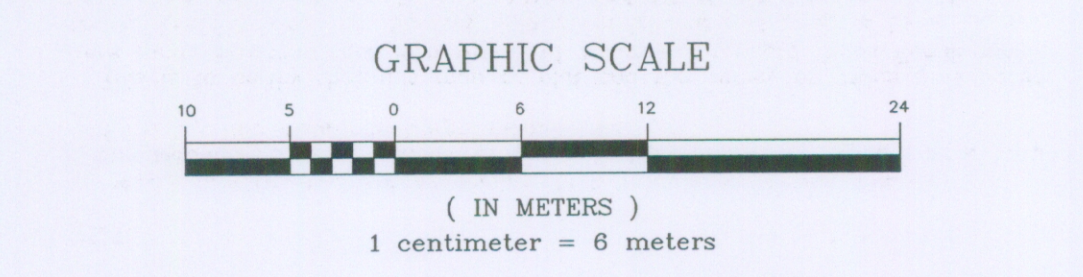 GRAPHIC SCALE
10 5 0 6 12 24
( IN METERS )
1 centimeter = 6 meters